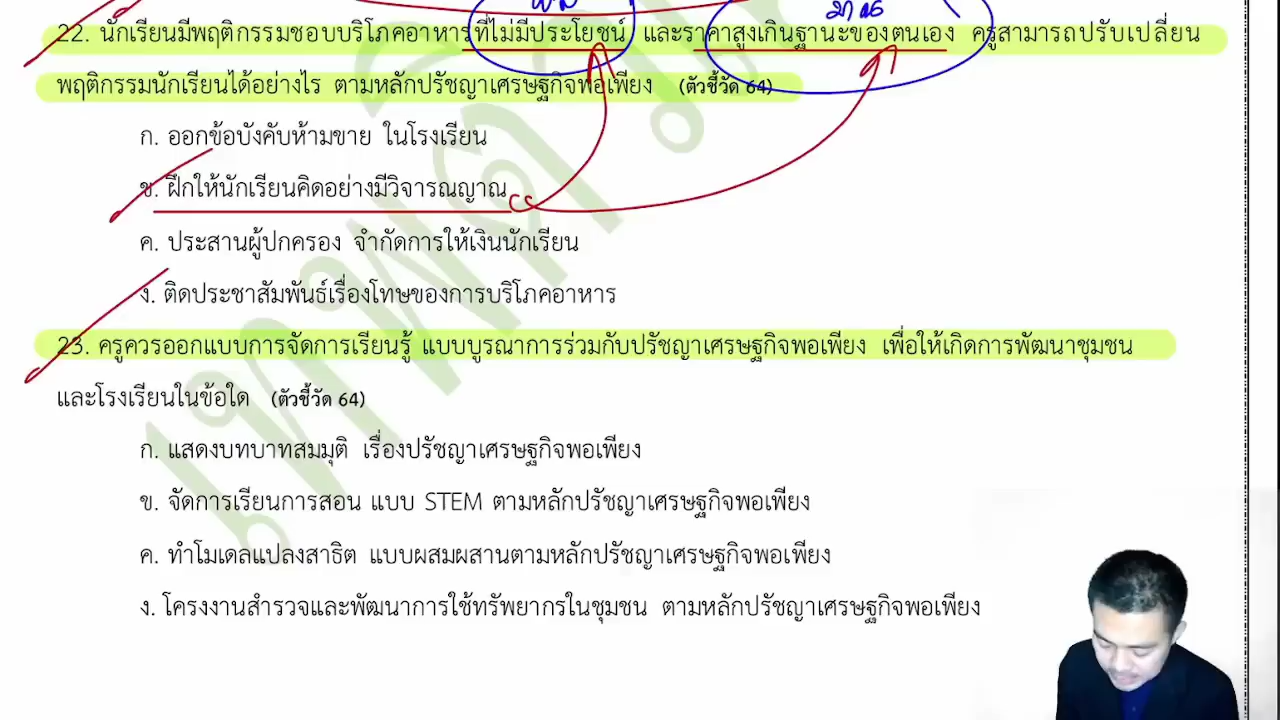 22. นักเรียนมีพฤติกรรมชอบบริโภคอาหารที่ไม่มีประโยชน์ และราคาสูงเกินฐานะของตนเอง ครูสามารถปรับเปลี่ยน
พฤติกรรมนักเรียนได้อย่างไร ตามหลักปรัชญาเศรษฐกิจพอเพียง (ตัวชี้วัด 64)
ก. ออกข้อบังคับห้ามขาย ในโรงเรียน
ข. ฝึกให้นักเรียนคิดอย่างมีวิจารณญาณ
ค. ประสานผู้ปกครอง จำกัดการให้เงินนักเรียน
ง. ติดประชาสัมพันธ์เรื่องโทษของการบริโภคอาหาร
23. ครูควรออกแบบการจัดการเรียนรู้ แบบบูรณาการร่วมกับปรัชญาเศรษฐกิจพอเพียง เพื่อให้เกิดการพัฒนาชุมชน
และโรงเรียนในข้อใด (ตัวชี้วัด 64)
ก. แสดงบทบาทสมมุติ เรื่องปรัชญาเศรษฐกิจพอเพียง
ข. จัดการเรียนการสอน แบบ STEM ตามหลักปรัชญาเศรษฐกิจพอเพียง
ค. ทำโมเดลแปลงสาธิต แบบผสมผสานตามหลักปรัชญาเศรษฐกิจพอเพียง
ง. โครงงานสำรวจและพัฒนาการใช้ทรัพยากรในชุมชน ตามหลักปรัชญาเศรษฐกิจพอเพียง